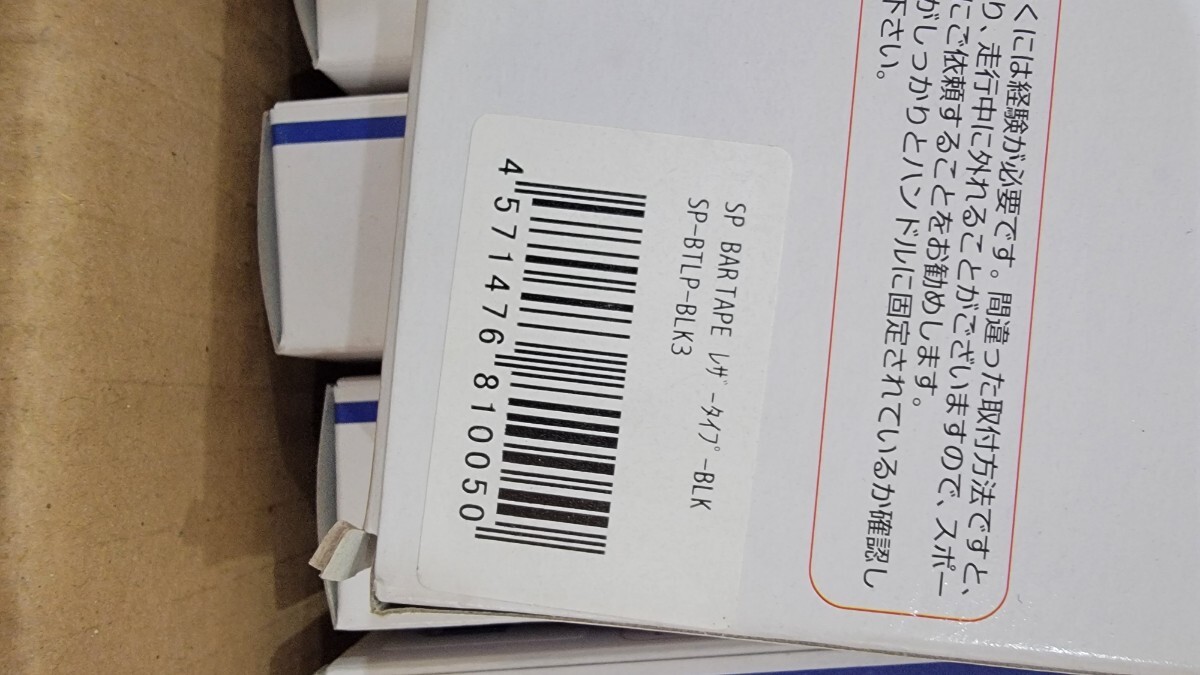 SP BARTAPE ﾚｻﾞｰﾀｲﾌﾟ-BLK
SP-BTLP-BLK3
4 571476 810050
くには経験が必要です。間違った取付方法ですと、
り、走行中に外れることがございますので、スポー
にご依頼することをお勧めします。
がしっかりとハンドルに固定されているか確認し
下さい。